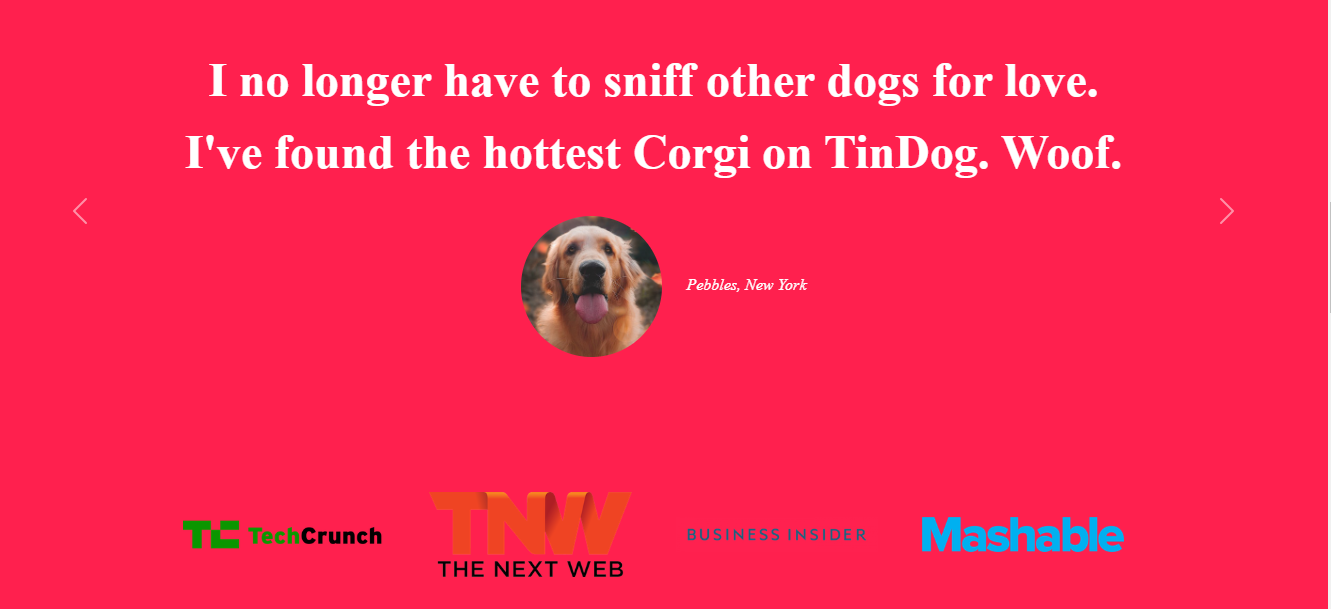 I no longer have to sniff other dogs for love.
I've found the hottest Corgi on TinDog. Woof.
Pebbles, New York
TC TechCrunch
TNW
THE NEXT WEB
BUSINESS INSIDER
Mashable